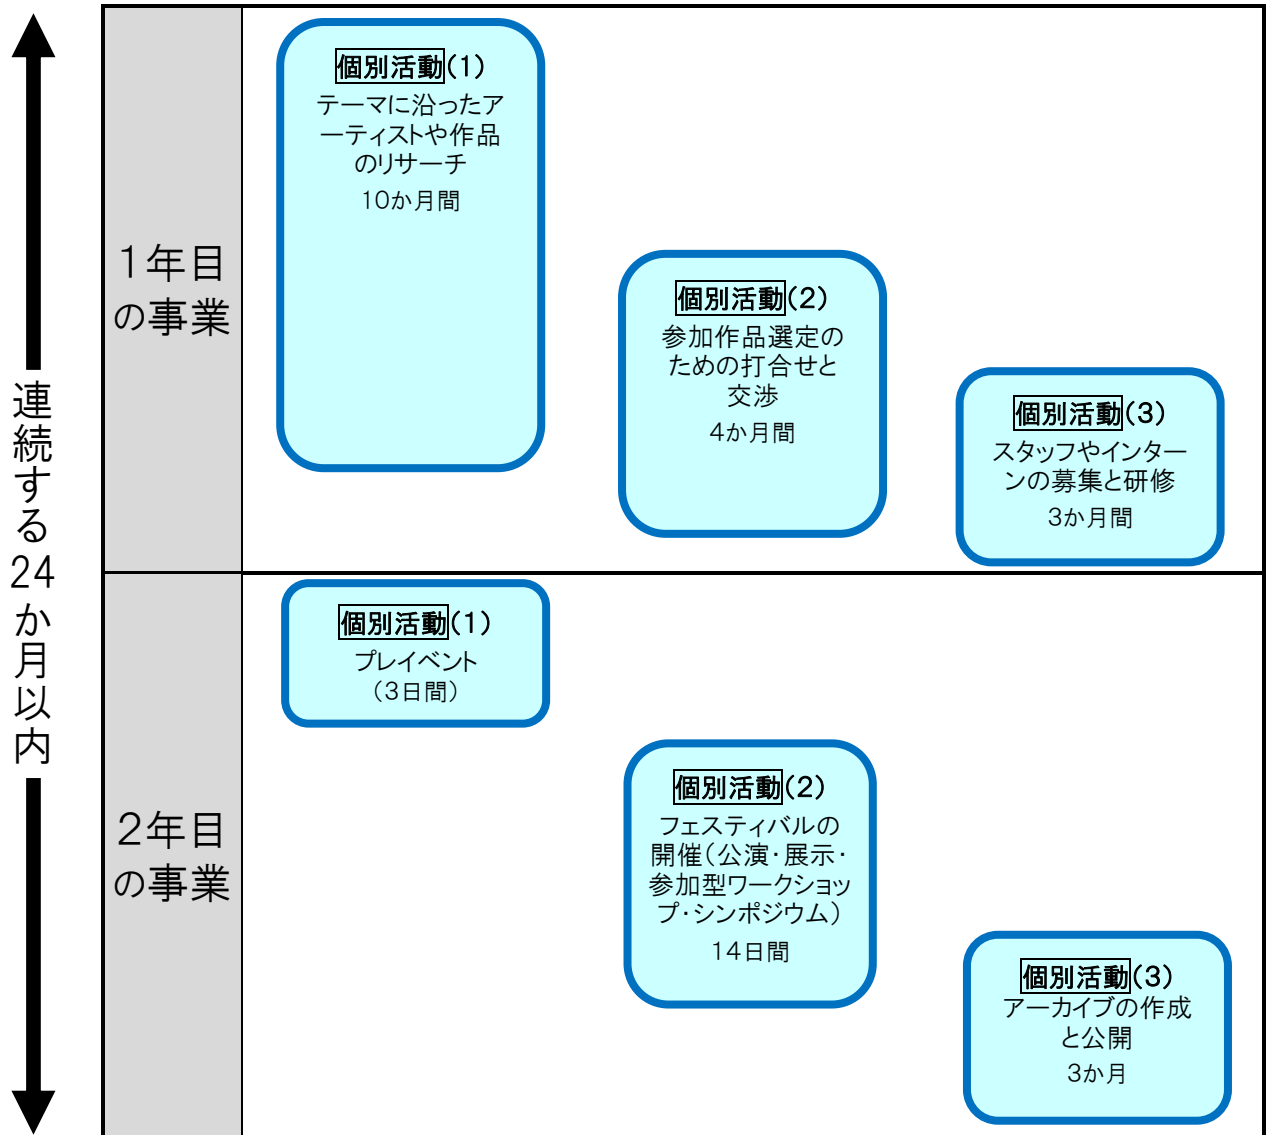 連続する24か月以内
1年目
の事業
個別活動(1)
テーマに沿ったア
ーティストや作品
のリサーチ
10か月間
個別活動(2)
参加作品選定の
ための打合せと
交渉
4か月間
個別活動(3)
スタッフやインター
ンの募集と研修
3か月間
2年目
の事業
個別活動(1)
プレイベント
(3日間)
個別活動(2)
フェスティバルの
開催(公演・展示・
参加型ワークショッ
プ・シンポジウム)
14日間
個別活動(3)
アーカイブの作成
と公開
3か月